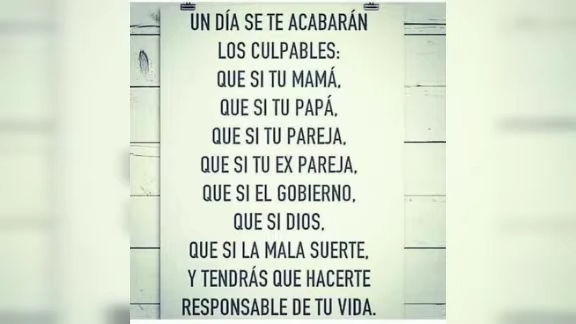 UN DÍA SE TE ACABARÁN
LOS CULPABLES:
QUE SI TU MAMÁ,
QUE SI TU PAPÁ,
QUE SI TU PAREJA,
QUE SI TU EX PAREJA,
QUE SI EL GOBIERNO,
QUE SI DIOS,
QUE SI LA MALA SUERTE,
Y TENDRÁS QUE HACERTE
RESPONSABLE DE TU VIDA.